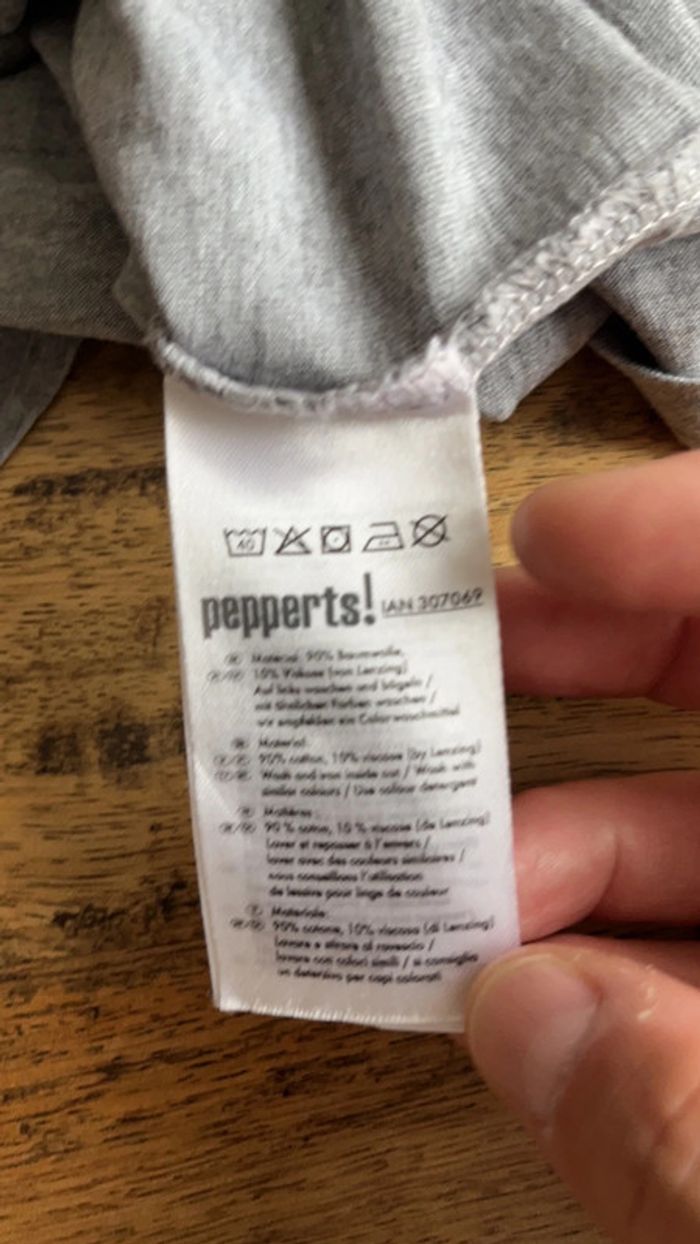 40
pepperts! IAN 307069
Material: 90% Baumwolle,
10% Viskose (von Lenzing)
Auf links waschen und bügeln /
mit ähnlichen Farben waschen /
wir empfehlen ein Colorwaschmittel
Material:
90% cotton, 10% viscose (by Lenzing)
Wash and iron inside out / Wash with
similar colours / Use colour detergent
Matières:
90 % coton, 10 % viscose (de Lenzing)
Laver et repasser à l'envers /
laver avec des couleurs similaires /
nous conseillons l'utilisation
de lessive pour linge de couleur
Materiale:
90% cotone, 10% viscosa (di Lenzing)
lavare e stirare al rovescio /
lavare con colori simili / si consiglia
un detersivo per capi colorati